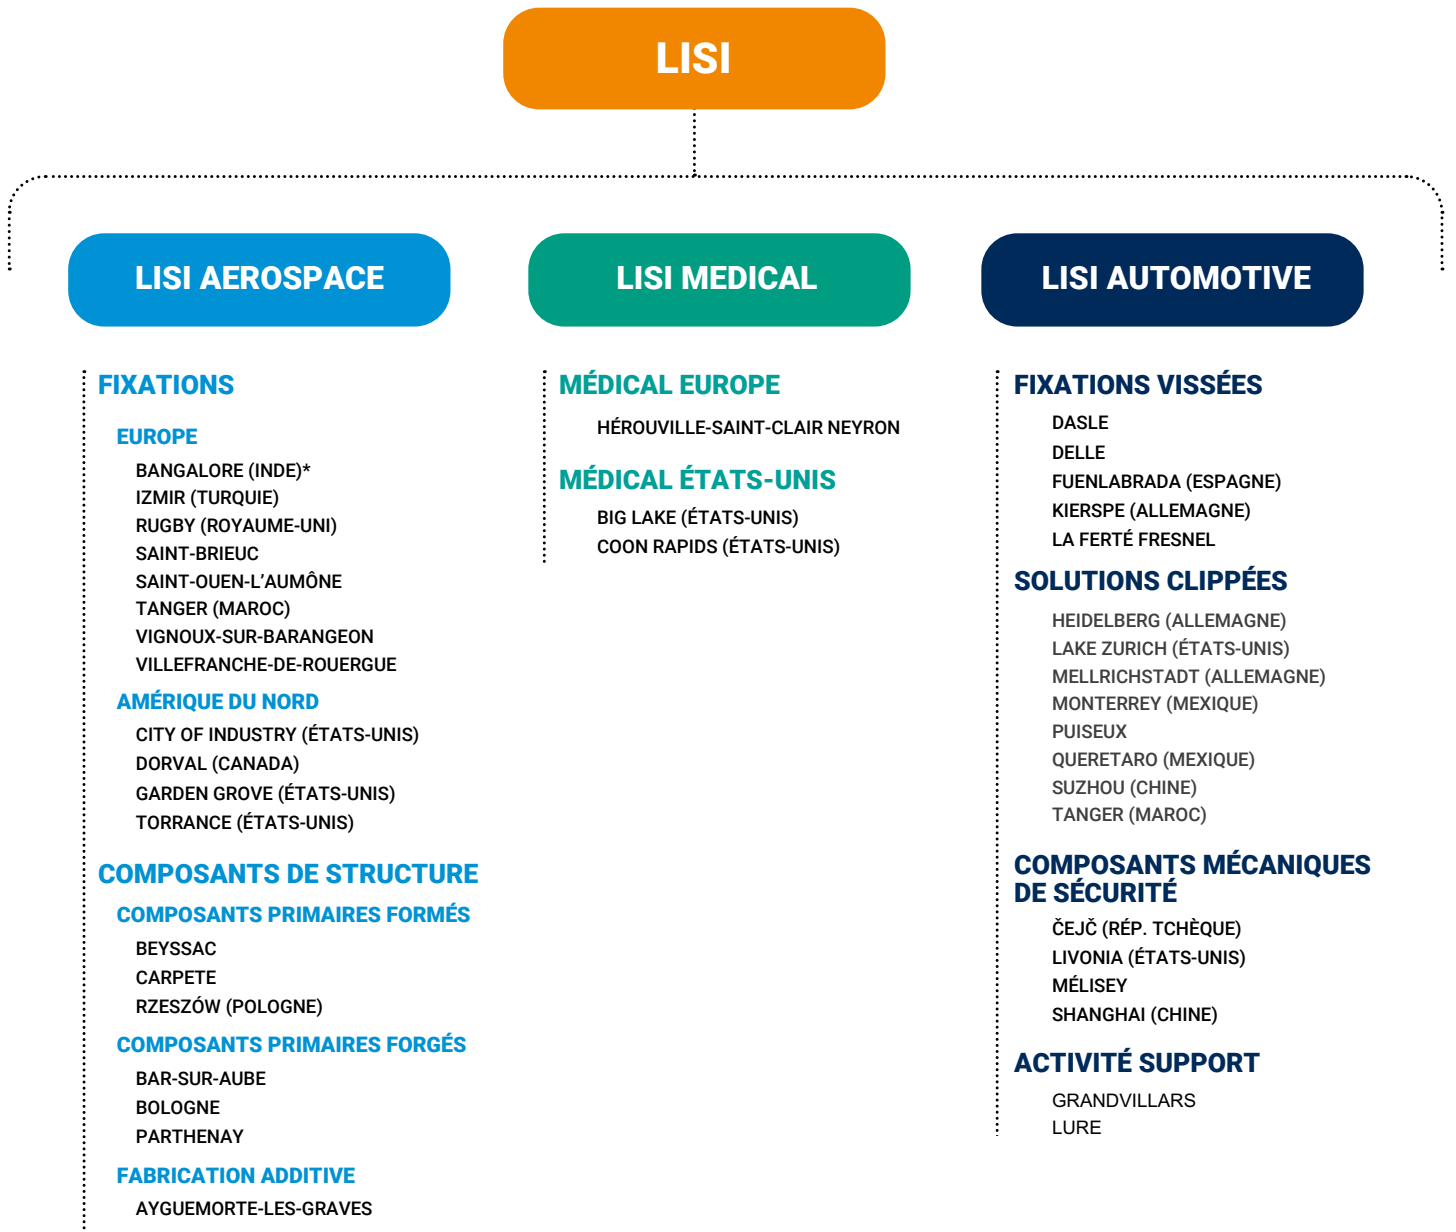 LISI
LISI AEROSPACE
FIXATIONS
EUROPE
BANGALORE (INDE)*
IZMIR (TURQUIE)
RUGBY (ROYAUME-UNI)
SAINT-BRIEUC
SAINT-OUEN-L’AUMÔNE
TANGER (MAROC)
VIGNOUX-SUR-BARANGEON
VILLEFRANCHE-DE-ROUERGUE
AMÉRIQUE DU NORD
CITY OF INDUSTRY (ÉTATS-UNIS)
DORVAL (CANADA)
GARDEN GROVE (ÉTATS-UNIS)
TORRANCE (ÉTATS-UNIS)
COMPOSANTS DE STRUCTURE
COMPOSANTS PRIMAIRES FORMÉS
BEYSSAC
CARPETE
RZESZÓW (POLOGNE)
COMPOSANTS PRIMAIRES FORGÉS
BAR-SUR-AUBE
BOLOGNE
PARTHENAY
FABRICATION ADDITIVE
AYGUEMORTE-LES-GRAVES
LISI MEDICAL
MÉDICAL EUROPE
HÉROUVILLE-SAINT-CLAIR NEYRON
MÉDICAL ÉTATS-UNIS
BIG LAKE (ÉTATS-UNIS)
COON RAPIDS (ÉTATS-UNIS)
LISI AUTOMOTIVE
FIXATIONS VISSÉES
DASLE
DELLE
FUENLABRADA (ESPAGNE)
KIERSPE (ALLEMAGNE)
LA FERTÉ FRESNEL
SOLUTIONS CLIPPÉES
HEIDELBERG (ALLEMAGNE)
LAKE ZURICH (ÉTATS-UNIS)
MELLRICHSTADT (ALLEMAGNE)
MONTERREY (MEXIQUE)
PUISEUX
QUERETARO (MEXIQUE)
SUZHOU (CHINE)
TANGER (MAROC)
COMPOSANTS MÉCANIQUES
DE SÉCURITÉ
ČEJČ (RÉP. TCHÈQUE)
LIVONIA (ÉTATS-UNIS)
MÉLISEY
SHANGHAI (CHINE)
ACTIVITÉ SUPPORT
GRANDVILLARS
LURE